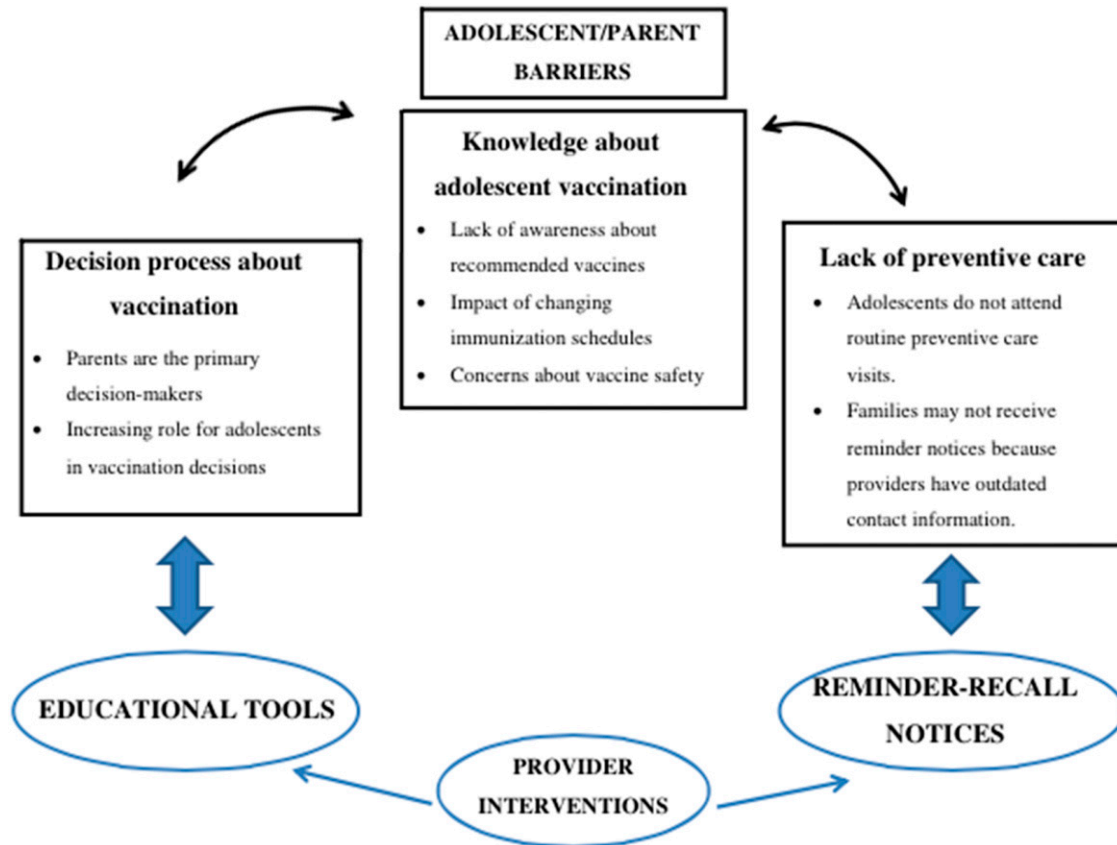 ADOLESCENT/PARENT
BARRIERS
Knowledge about
adolescent vaccination
• Lack of awareness about
recommended vaccines
• Impact of changing
immunization schedules
• Concerns about vaccine safety
Decision process about
vaccination
• Parents are the primary
decision-makers
• Increasing role for adolescents
in vaccination decisions
Lack of preventive care
• Adolescents do not attend
routine preventive care
visits.
• Families may not receive
reminder notices because
providers have outdated
contact information.
EDUCATIONAL TOOLS
REMINDER-RECALL
NOTICES
PROVIDER
INTERVENTIONS